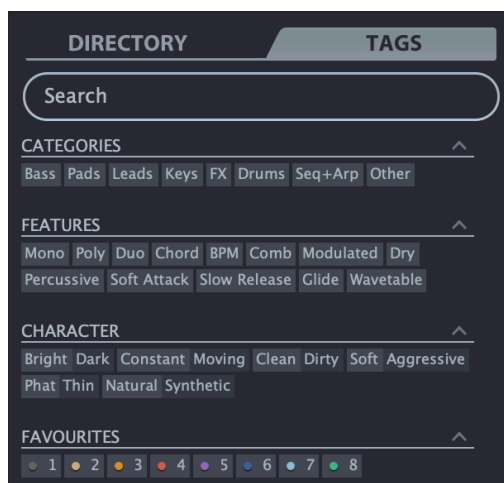 DIRECTORY TAGS
Search
CATEGORIES
Bass Pads Leads Keys FX Drums Seq+Arp Other
FEATURES
Mono Poly Duo Chord BPM Comb Modulated Dry
Percussive Soft Attack Slow Release Glide Wavetable
CHARACTER
Bright Dark Constant Moving Clean Dirty Soft Aggressive
Phat Thin Natural Synthetic
FAVOURITES
1 2 3 4 5 6 7 8